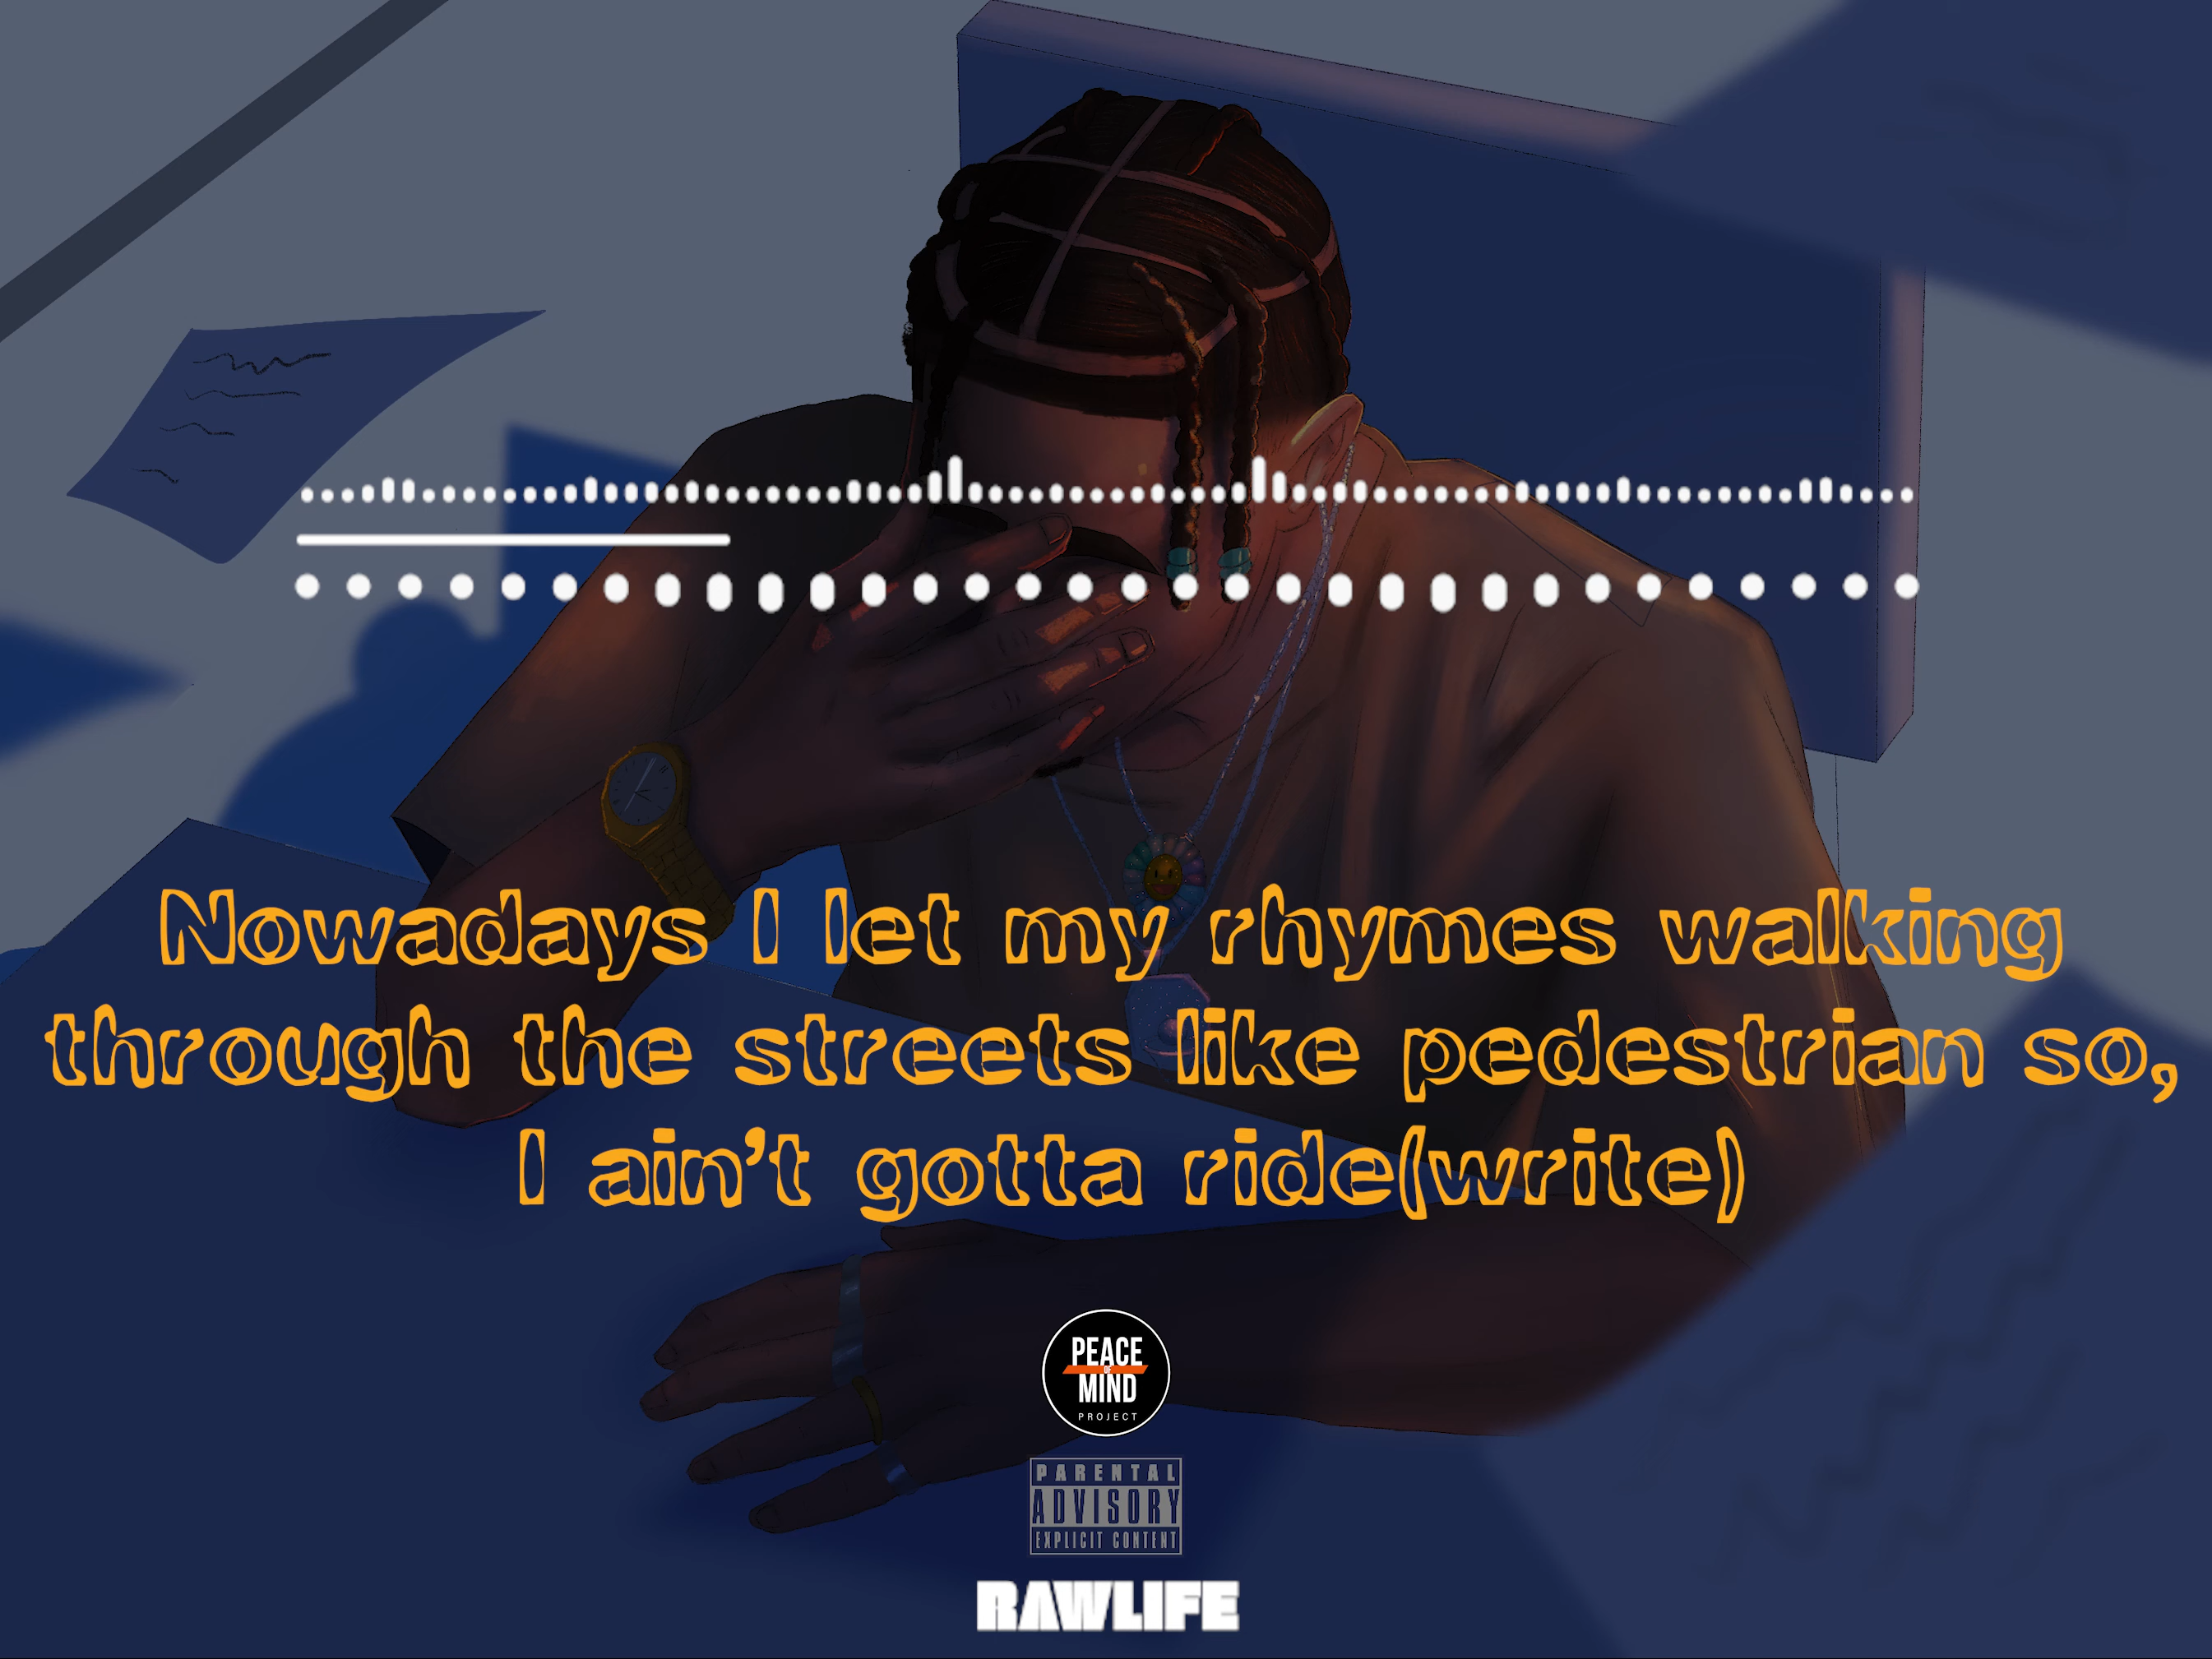 Nowadays I let my rhymes walking
through the streets like pedestrian so,
I ain't gotta ride(write)
PEACE
OF
MIND
PROJECT
PARENTAL
ADVISORY
EXPLICIT CONTENT
RAWLIFE